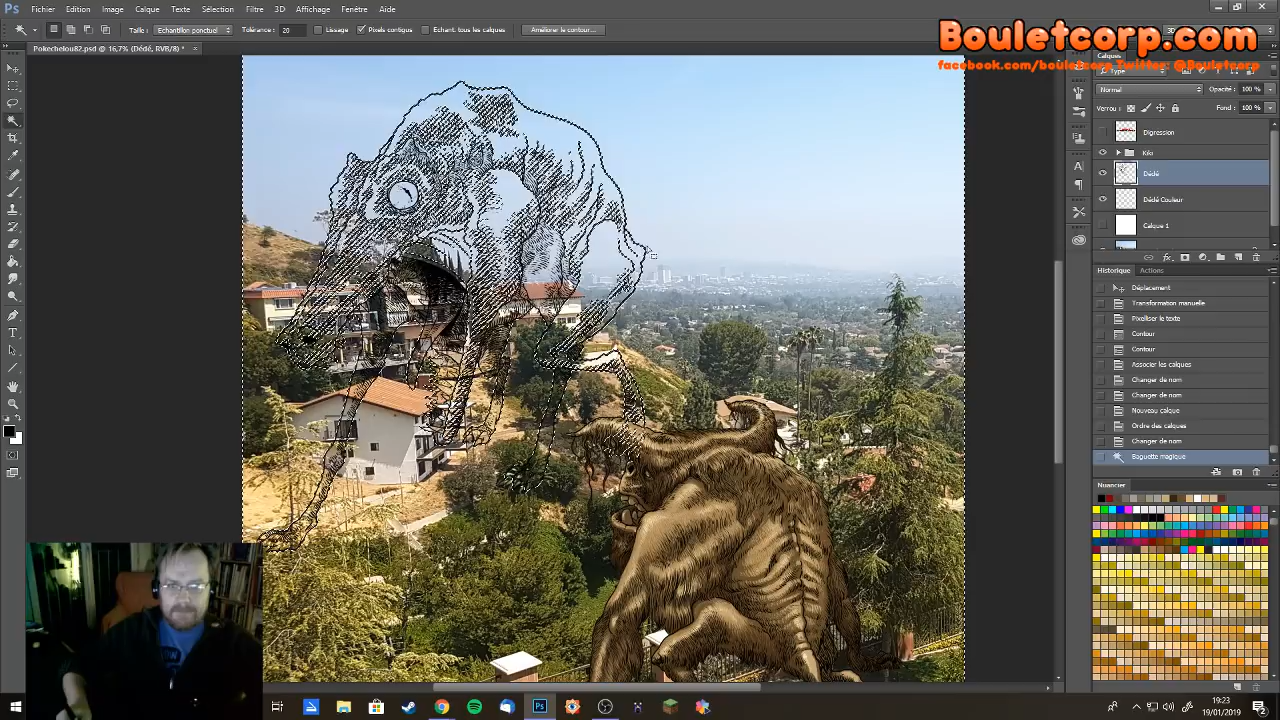 Ps Fichier Edition Image Calque Texte Sélection Filtre 3D Affichage Fenêtre Aide
Taille : Echantillon ponctuel Tolérance : 20 Lissage Pixels contigus Echant. tous les calques Améliorer le contour...
Bouletcorp.com
facebook.com/bouletcorp Twitter: @Bouletcorp
Pokechelou82.psd @ 16,7% (Dédé, RVB/8) * ×
Calques
Type
Normal Opacité : 100 %
Verrou : Fond : 100 %
Digression
Kiki
Dédé
Dédé Couleur
Calque 1
Historique Actions
Déplacement
Transformation manuelle
Pixelliser le texte
Contour
Contour
Associer les calques
Changer de nom
Changer de nom
Nouveau calque
Ordre des calques
Changer de nom
Baguette magique
Nuancier
Ps
19:23
19/01/2019